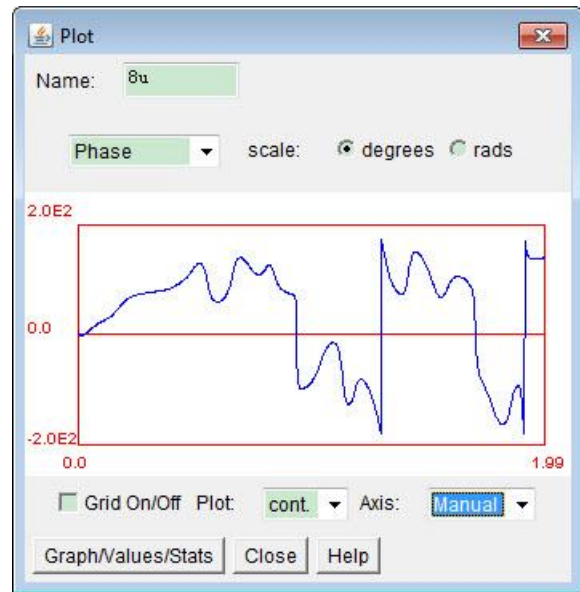 Plot
Name: 8u
Phase scale: degrees rads
2.0E2
0.0
-2.0E2
0.0 1.99
Grid On/Off Plot: cont. Axis: Manual
Graph/Values/Stats Close Help